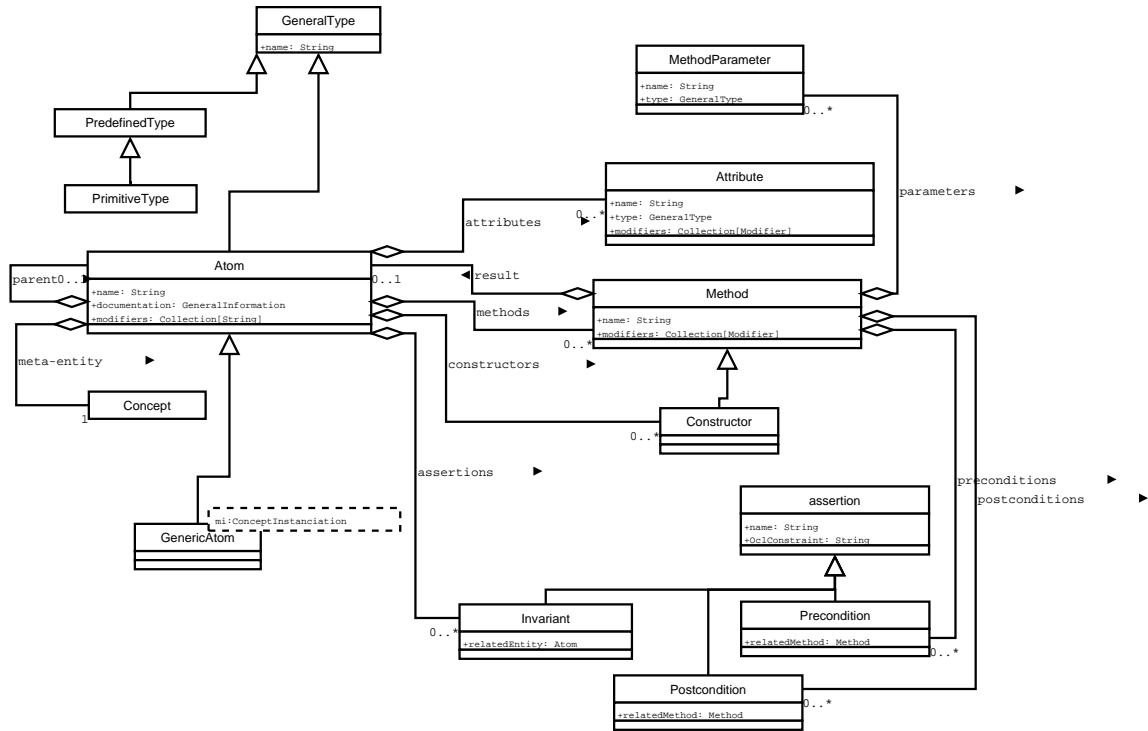 GeneralType
+name: String
MethodParameter
+name: String
+type: GeneralType
0..*
PredefinedType
PrimitiveType
Attribute
+name: String
+type: GeneralType
+modifiers: Collection[Modifier]
0..*
attributes
parameters
Atom
+name: String
+documentation: GeneralInformation
+modifiers: Collection[String]
parent
0..1
0..1
result
Method
+name: String
+modifiers: Collection[Modifier]
methods
0..*
meta-entity
constructors
Concept
1
Constructor
0..*
assertions
preconditions
postconditions
assertion
+name: String
+OclConstraint: String
mi:ConceptInstanciation
GenericAtom
Invariant
+relatedEntity: Atom
0..*
Precondition
+relatedMethod: Method
0..*
Postcondition
+relatedMethod: Method
0..*